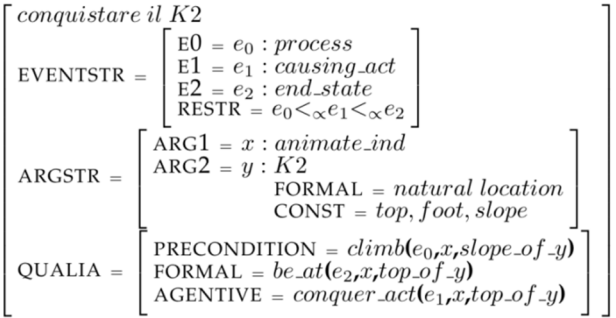 conquistare il K2
EVENTSTR =
E0 = e₀ : process
E1 = e₁ : causing_act
E2 = e₂ : end_state
RESTR = e₀<∝e₁<∝e₂
ARGSTR =
ARG1 = x : animate_ind
ARG2 = y : K2
FORMAL = natural location
CONST = top, foot, slope
QUALIA =
PRECONDITION = climb(e₀,x,slope_of_y)
FORMAL = be_at(e₂,x,top_of_y)
AGENTIVE = conquer_act(e₁,x,top_of_y)